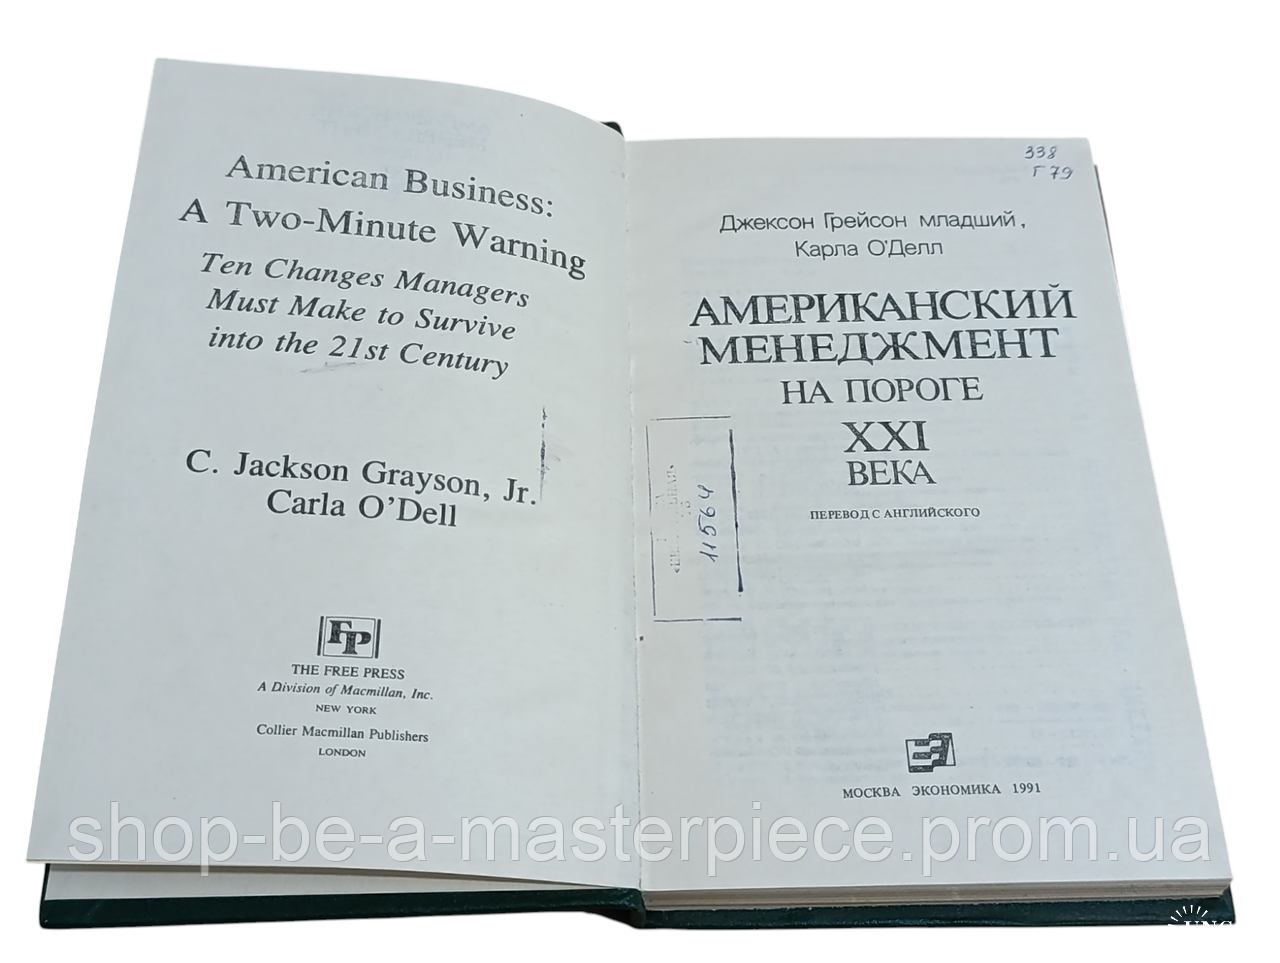 American Business:
A Two-Minute Warning
Ten Changes Managers
Must Make to Survive
into the 21st Century
C. Jackson Grayson, Jr.
Carla O'Dell
FP
THE FREE PRESS
A Division of Macmillan, Inc.
NEW YORK
Collier Macmillan Publishers
LONDON
338
Г 79
Джексон Грейсон младший,
Карла О'Делл
АМЕРИКАНСКИЙ
МЕНЕДЖМЕНТ
НА ПОРОГЕ
XXI
ВЕКА
ПЕРЕВОД С АНГЛИЙСКОГО
11564
МОСКВА ЭКОНОМИКА 1991
shop-be-a-masterpiece.prom.ua